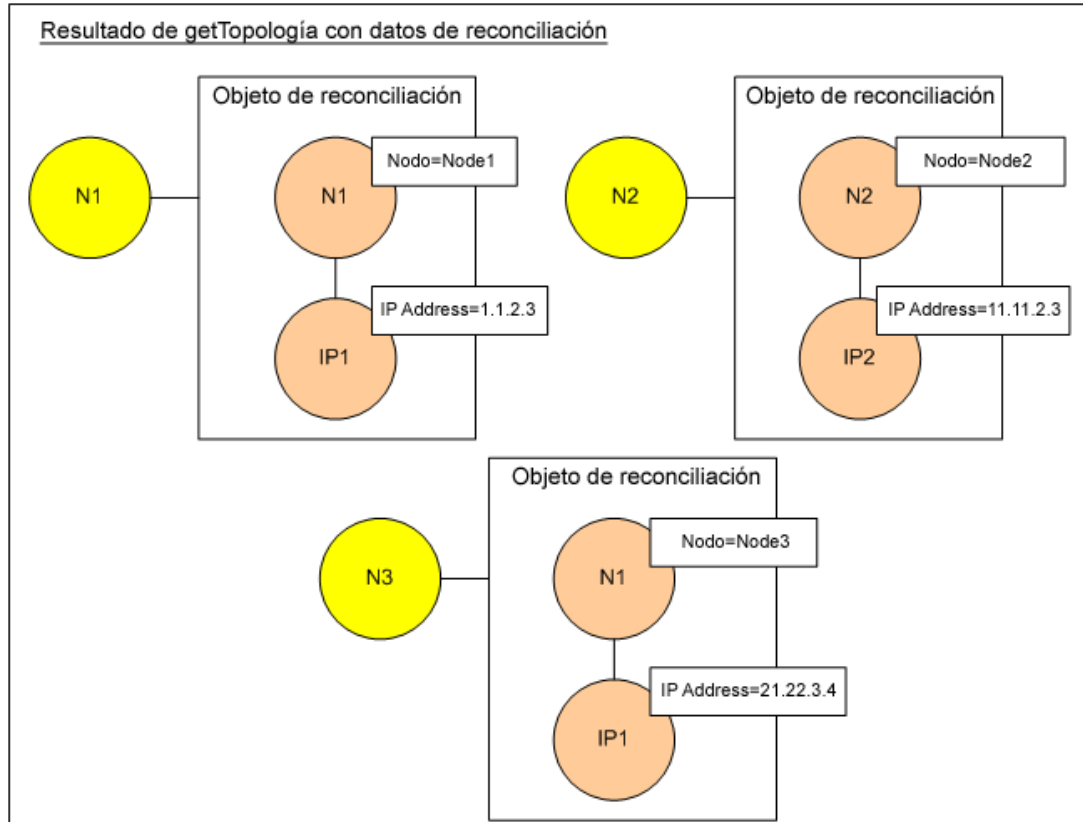 Resultado de getTopología con datos de reconciliación
Objeto de reconciliación
N1
N1
Nodo=Node1
IP1
IP Address=1.1.2.3
Objeto de reconciliación
N2
N2
Nodo=Node2
IP2
IP Address=11.11.2.3
Objeto de reconciliación
N3
N1
Nodo=Node3
IP1
IP Address=21.22.3.4